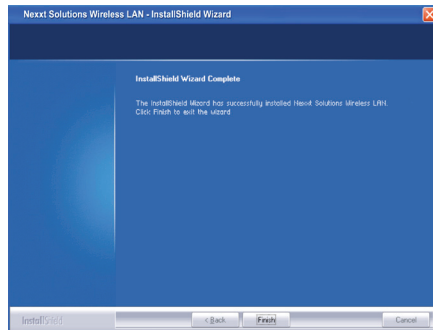 Nexxt Solutions Wireless LAN - InstallShield Wizard
InstallShield Wizard Complete
The InstallShield Wizard has successfully installed Nexxt Solutions Wireless LAN.
Click Finish to exit the wizard
InstallShield
< Back
Finish
Cancel